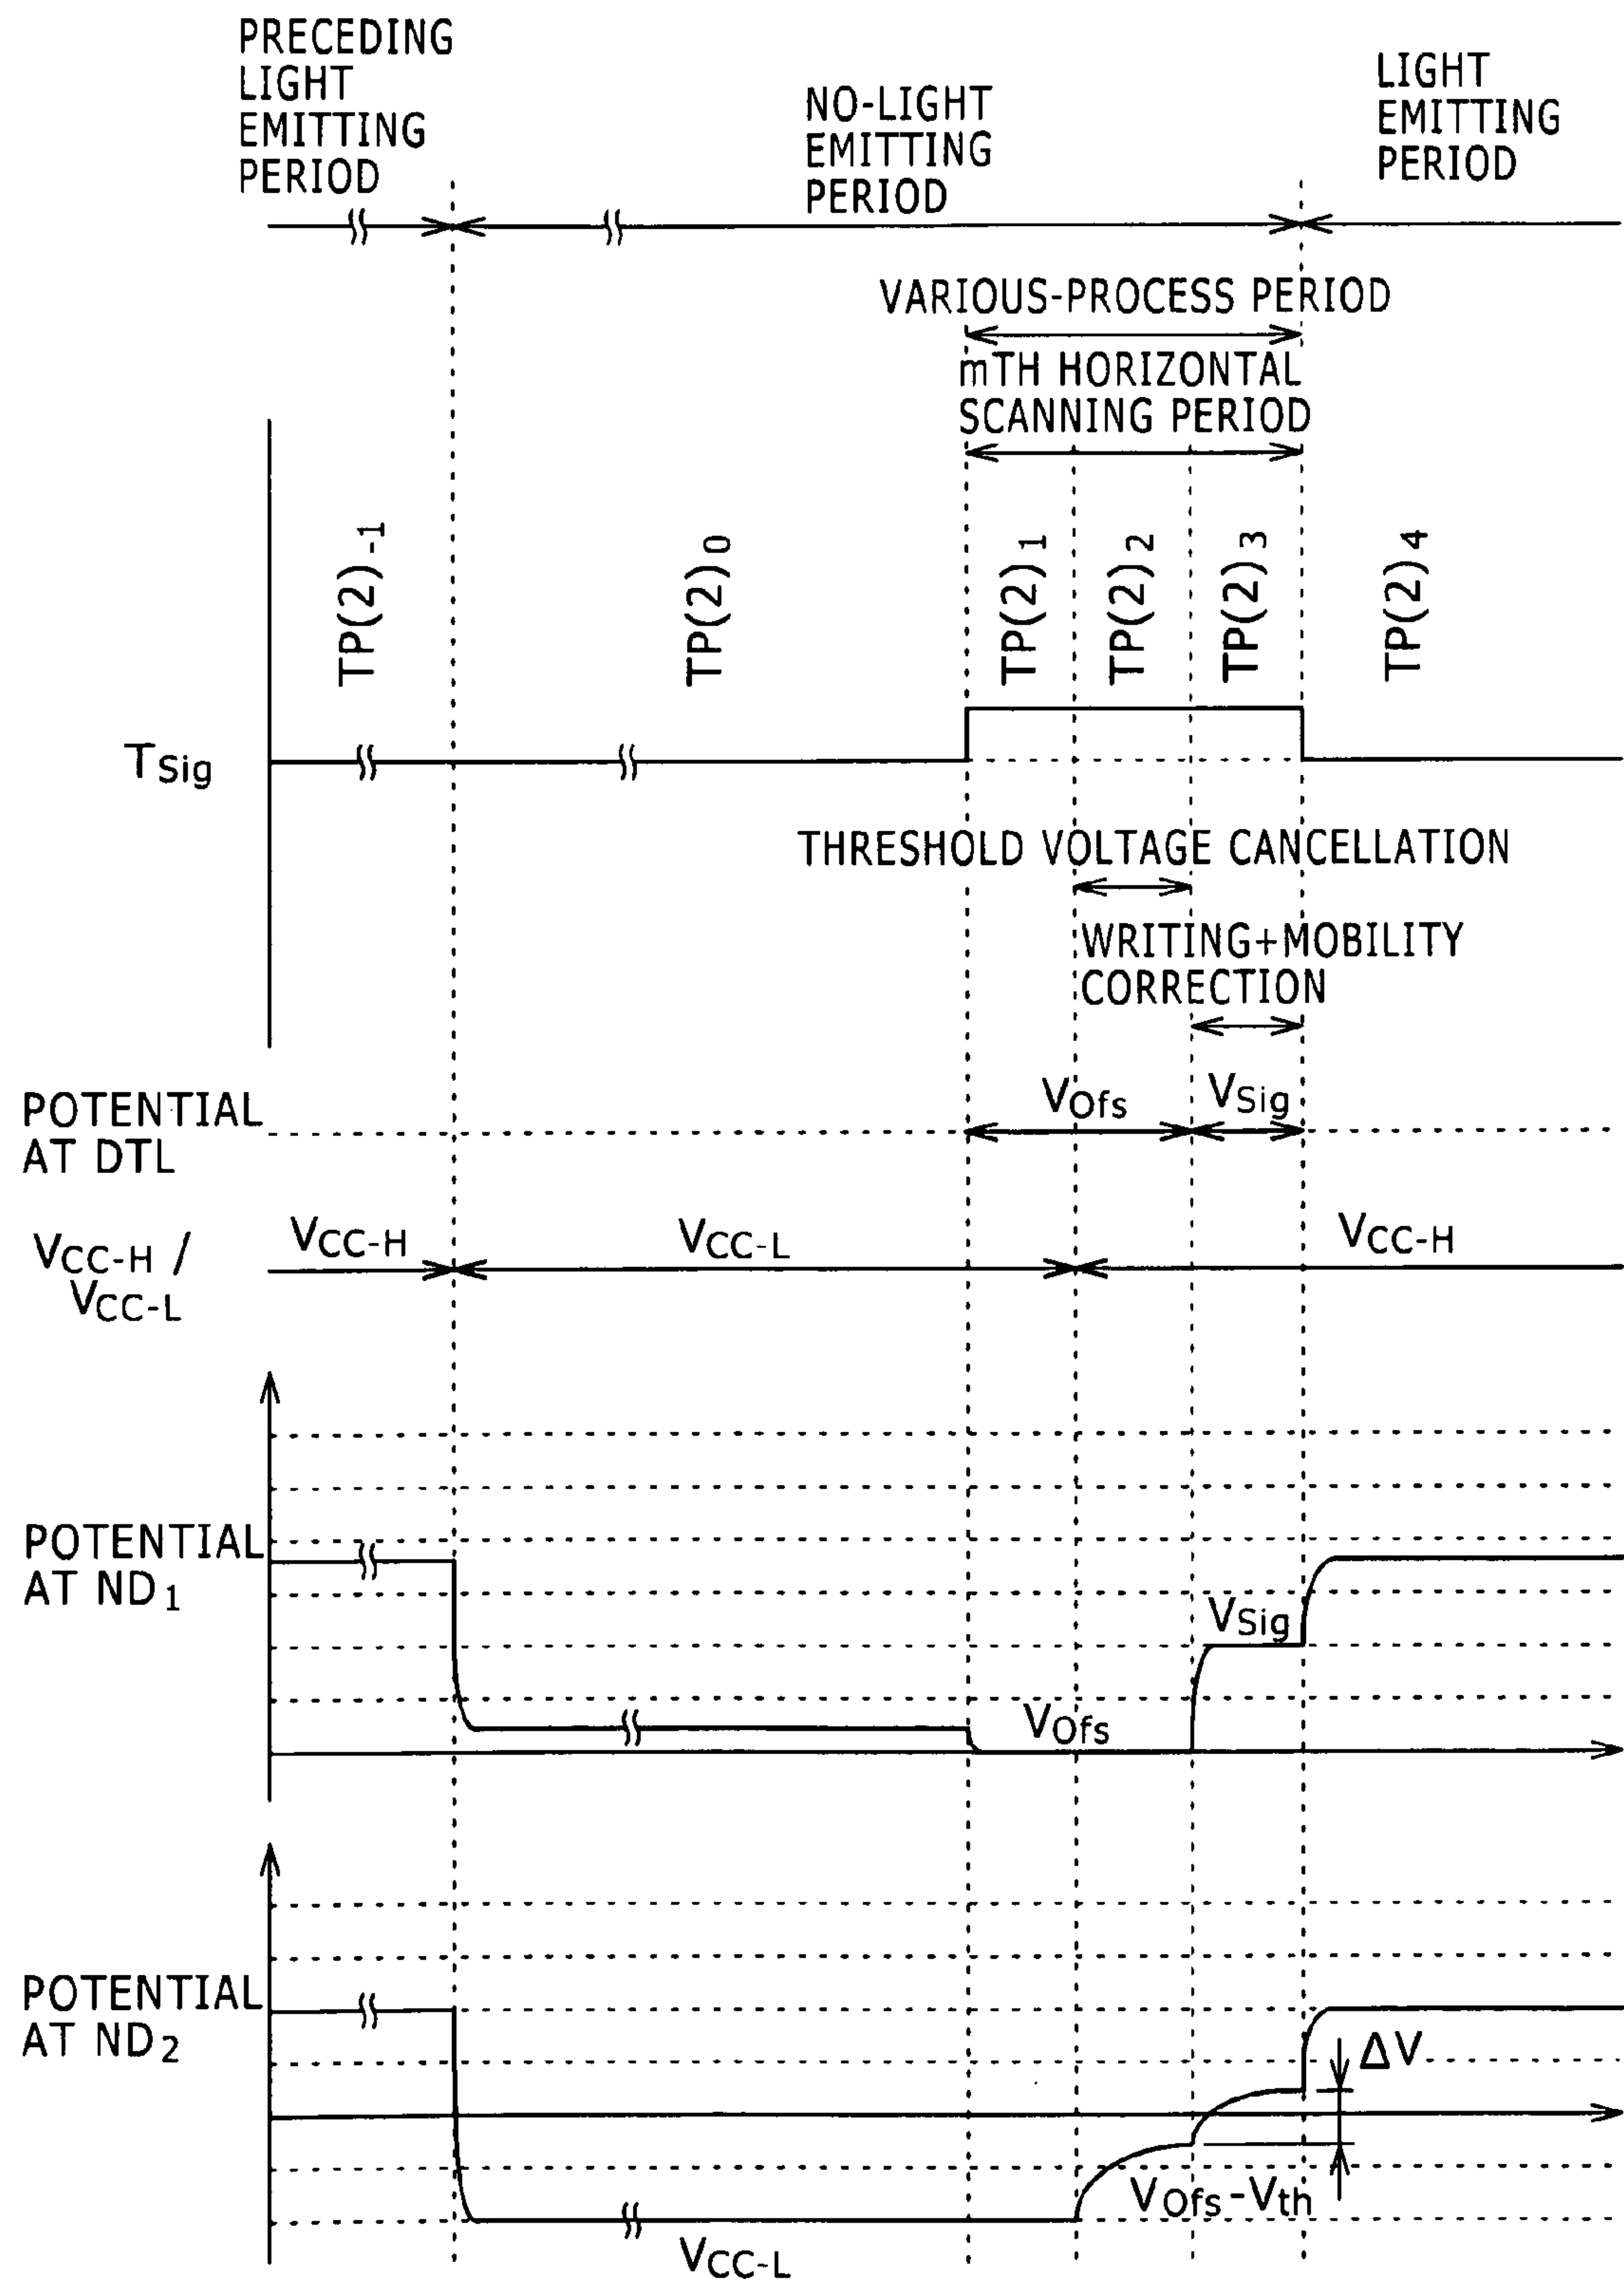 PRECEDING
LIGHT
EMITTING
PERIOD
NO-LIGHT
EMITTING
PERIOD
LIGHT
EMITTING
PERIOD
VARIOUS-PROCESS PERIOD
mTH HORIZONTAL
SCANNING PERIOD
TP(2)-1
TP(2)0
TP(2)1
TP(2)2
TP(2)3
TP(2)4
TSig
THRESHOLD VOLTAGE CANCELLATION
WRITING+MOBILITY
CORRECTION
POTENTIAL
AT DTL
VOfs
VSig
VCC-H /
VCC-L
VCC-H
VCC-L
VCC-H
POTENTIAL
AT ND1
VSig
VOfs
POTENTIAL
AT ND2
ΔV
VOfs-Vth
VCC-L